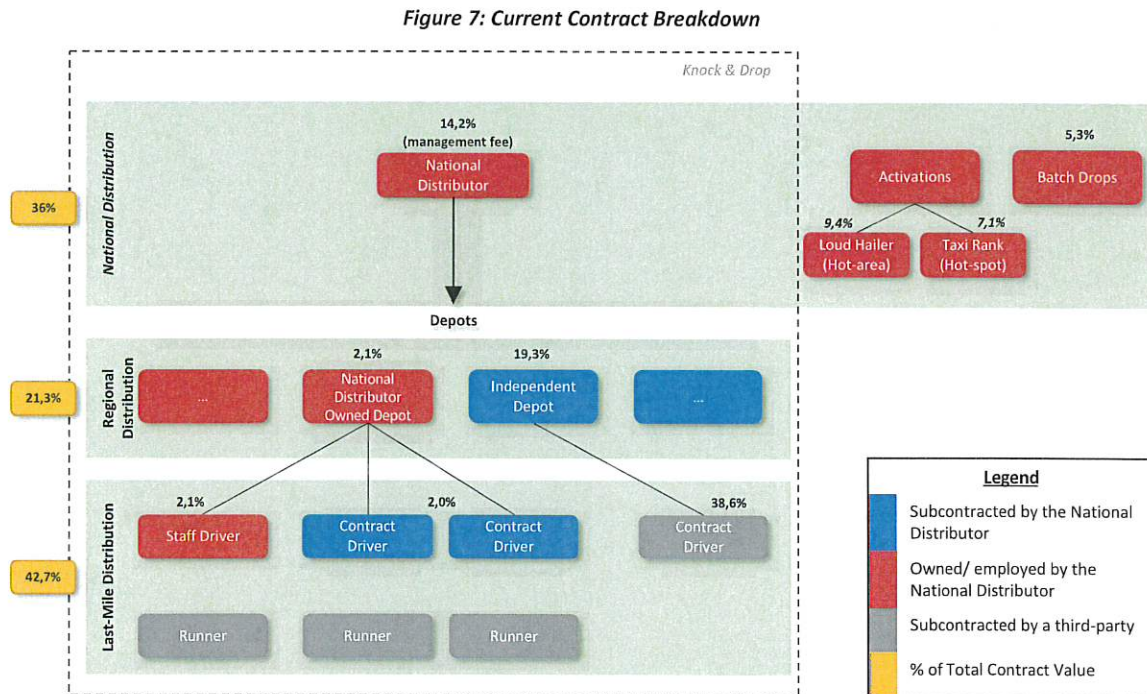 Figure 7: Current Contract Breakdown
Knock & Drop
National Distribution
36%
14,2%
(management fee)
National
Distributor
Activations
5,3%
Batch Drops
9,4%
Loud Hailer
(Hot-area)
7,1%
Taxi Rank
(Hot-spot)
Depots
21,3%
Regional
Distribution
...
2,1%
National
Distributor
Owned Depot
19,3%
Independent
Depot
...
42,7%
Last-Mile Distribution
2,1%
Staff Driver
2,0%
Contract
Driver
Contract
Driver
38,6%
Contract
Driver
Runner
Runner
Runner
Legend
Subcontracted by the National
Distributor
Owned/ employed by the
National Distributor
Subcontracted by a third-party
% of Total Contract Value